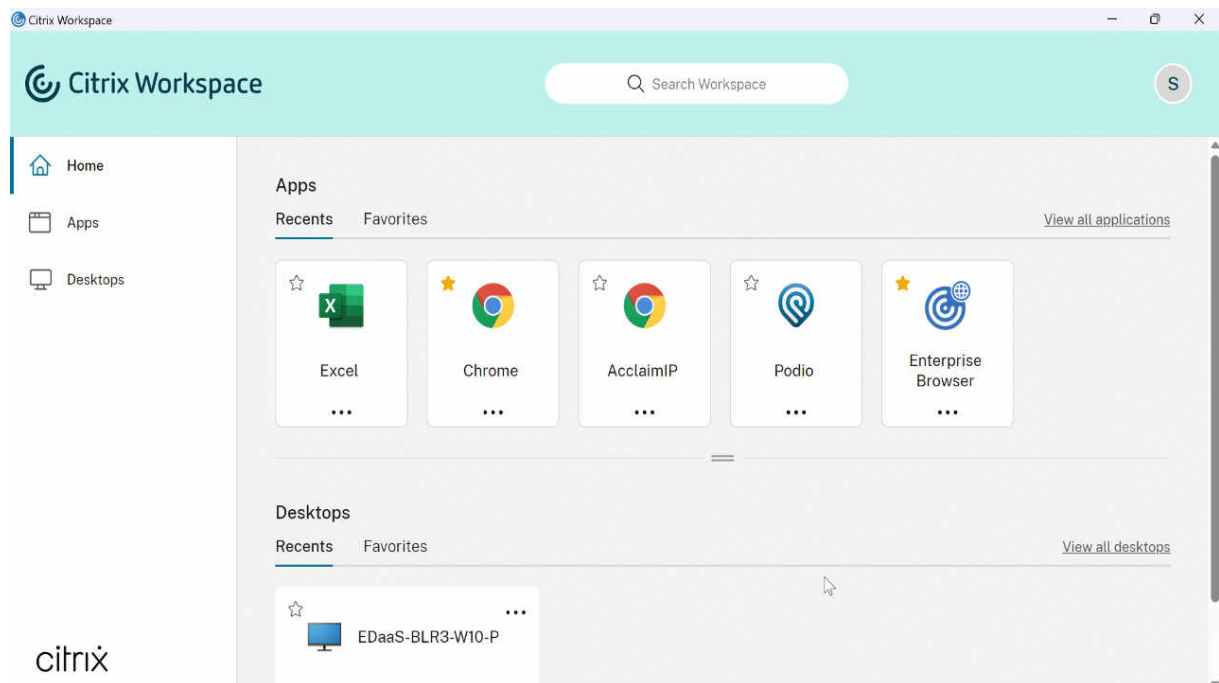 Citrix Workspace
Citrix Workspace
Search Workspace
S
Home
Apps
Desktops
Apps
Recents Favorites View all applications
X
Excel
Chrome
AcclaimIP
Podio
Enterprise
Browser
Desktops
Recents Favorites View all desktops
EDaaS-BLR3-W10-P
citrix